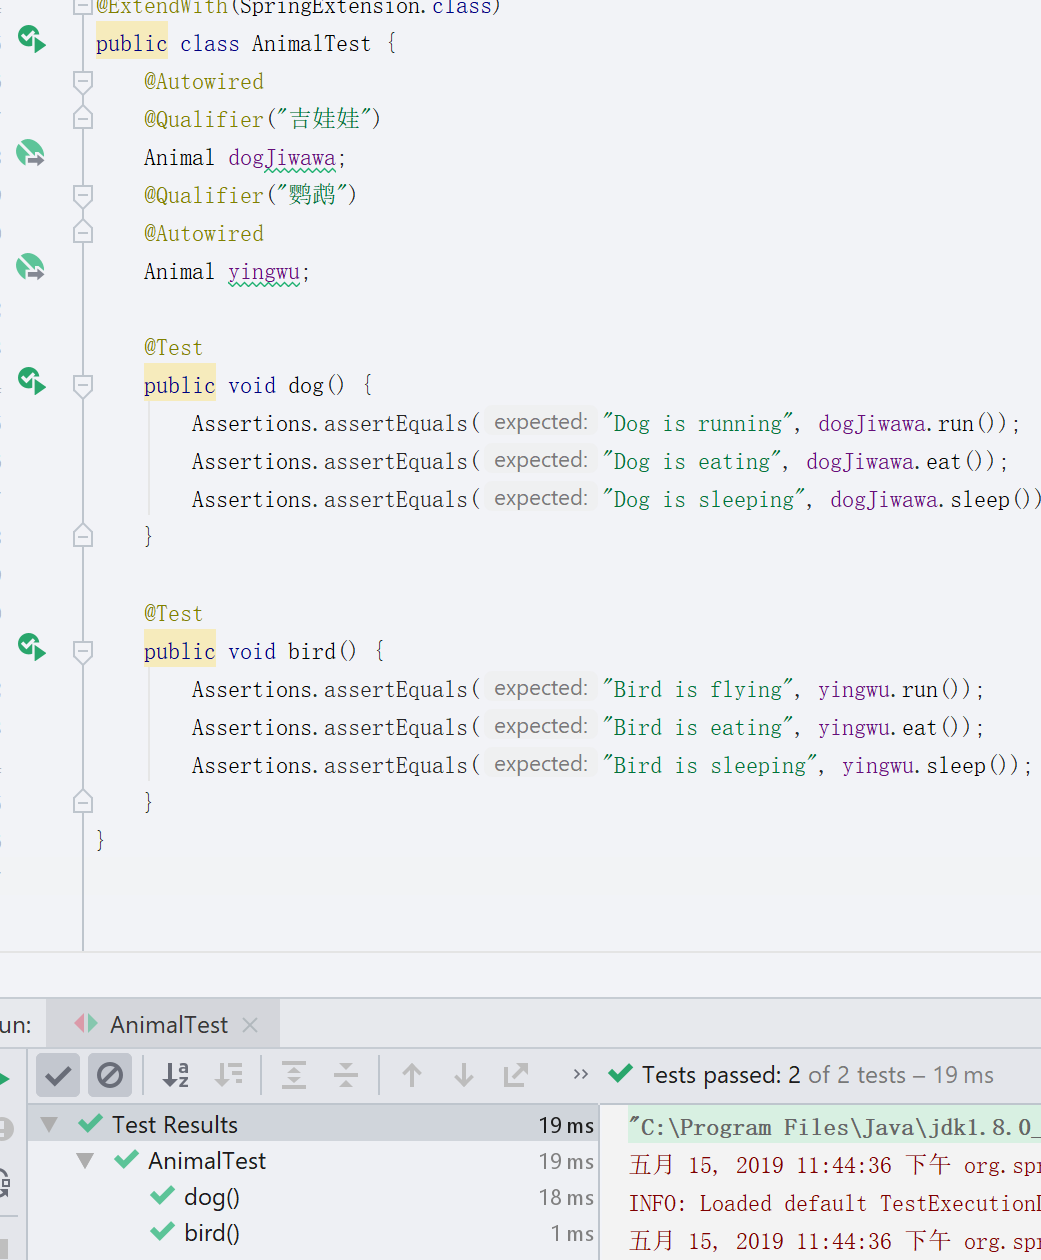 @ExtendWith(SpringExtension.class)
public class AnimalTest {
@Autowired
@Qualifier("吉娃娃")
Animal dogJiwawa;
@Qualifier("鹦鹉")
@Autowired
Animal yingwu;
@Test
public void dog() {
Assertions.assertEquals( expected: "Dog is running", dogJiwawa.run());
Assertions.assertEquals( expected: "Dog is eating", dogJiwawa.eat());
Assertions.assertEquals( expected: "Dog is sleeping", dogJiwawa.sleep())
}
@Test
public void bird() {
Assertions.assertEquals( expected: "Bird is flying", yingwu.run());
Assertions.assertEquals( expected: "Bird is eating", yingwu.eat());
Assertions.assertEquals( expected: "Bird is sleeping", yingwu.sleep());
}
}
un: AnimalTest
Tests passed: 2 of 2 tests – 19 ms
Test Results 19 ms
AnimalTest 19 ms
dog() 18 ms
bird() 1 ms
"C:\Program Files\Java\jdk1.8.0_
五月 15, 2019 11:44:36 下午 org.spr
INFO: Loaded default TestExecution
五月 15, 2019 11:44:36 下午 org.spr